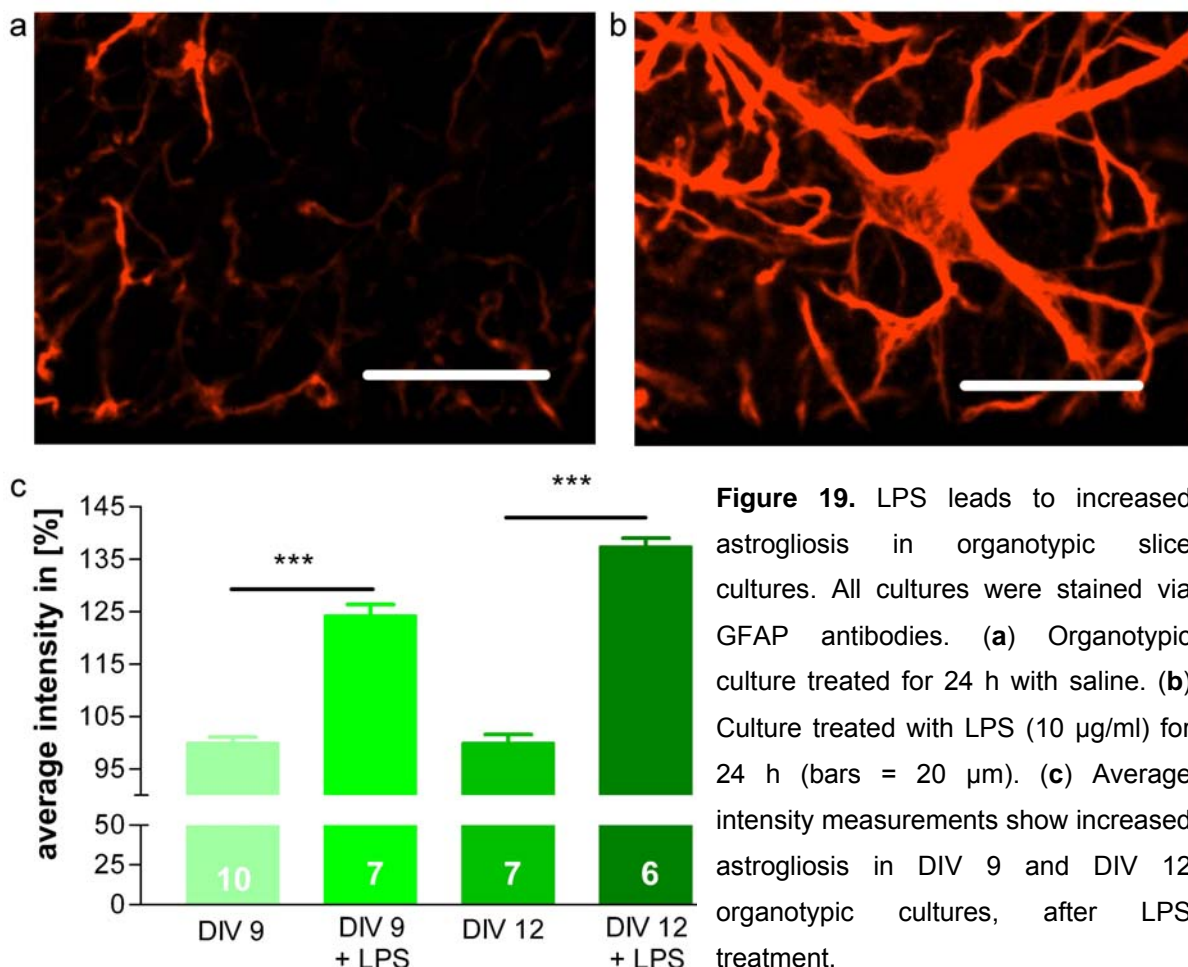 a
b
c
average intensity in [%]
145
135
125
115
105
95
50
25
0
***
***
10
7
7
6
DIV 9
DIV 9
+ LPS
DIV 12
DIV 12
+ LPS
Figure 19. LPS leads to increased
astrogliosis in organotypic slice
cultures. All cultures were stained via
GFAP antibodies. (a) Organotypic
culture treated for 24 h with saline. (b)
Culture treated with LPS (10 µg/ml) for
24 h (bars = 20 µm). (c) Average
intensity measurements show increased
astrogliosis in DIV 9 and DIV 12
organotypic cultures, after LPS
treatment.